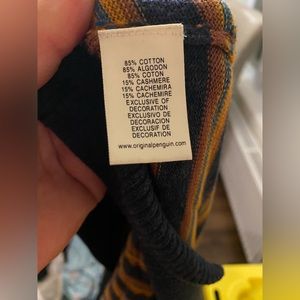 85% COTTON
85% ALGODON
85% COTON
15% CASHMERE
15% CACHEMIRA
15% CACHEMIRE
EXCLUSIVE OF
DECORATION
EXCLUSIVO DE
DECORACION
EXCLUSIF DE
DECORATION
www.originalpenguin.com